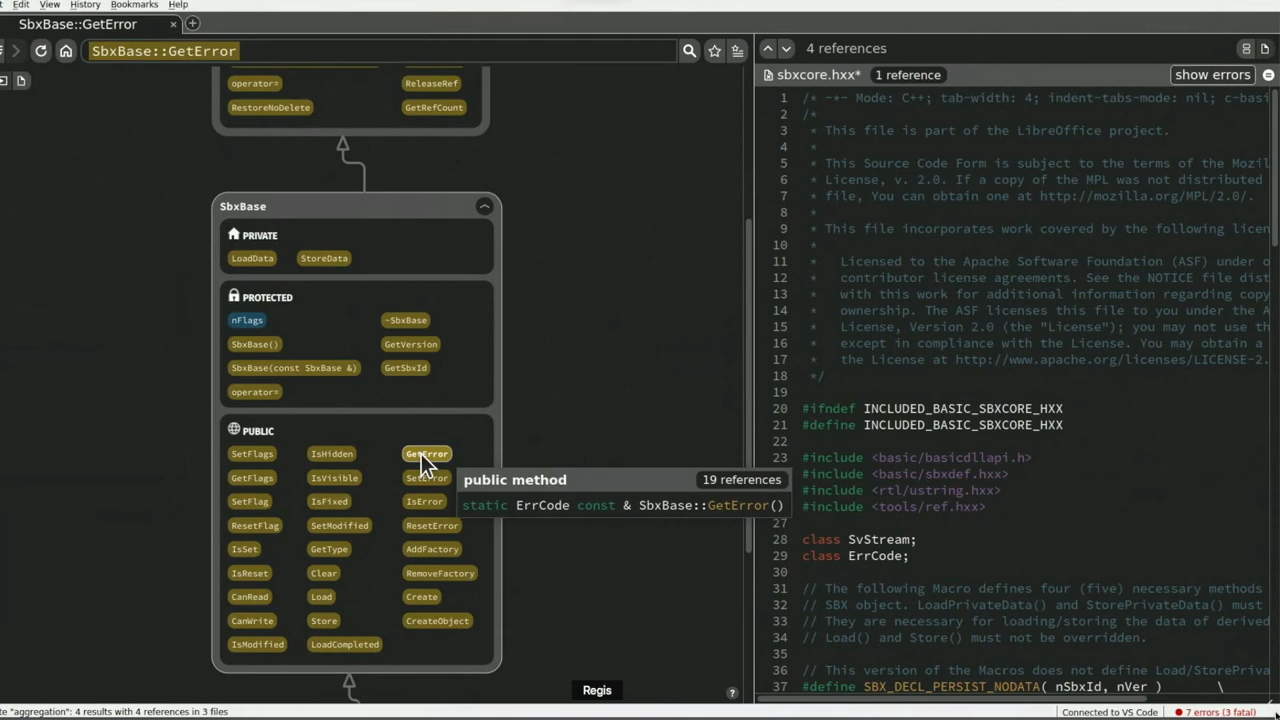 Edit View History Bookmarks Help
SbxBase::GetError
SbxBase::GetError
operator= ReleaseRef
RestoreNoDelete GetRefCount
SbxBase
PRIVATE
LoadData StoreData
PROTECTED
nFlags ~SbxBase
SbxBase() GetVersion
SbxBase(const SbxBase &) GetSbxId
operator=
PUBLIC
SetFlags IsHidden GetError
GetFlags IsVisible SetError
SetFlag IsFixed IsError
ResetFlag SetModified ResetError
IsSet GetType AddFactory
IsReset Clear RemoveFactory
CanRead Load Create
CanWrite Store CreateObject
IsModified LoadCompleted
public method 19 references
static ErrCode const & SbxBase::GetError()
Regis
?
4 references
sbxcore.hxx* 1 reference show errors
1 /* -*- Mode: C++; tab-width: 4; indent-tabs-mode: nil; c-basi
2 /*
3 * This file is part of the LibreOffice project.
4 *
5 * This Source Code Form is subject to the terms of the Mozil
6 * License, v. 2.0. If a copy of the MPL was not distributed
7 * file, You can obtain one at http://mozilla.org/MPL/2.0/.
8 *
9 * This file incorporates work covered by the following licen
10 *
11 * Licensed to the Apache Software Foundation (ASF) under o
12 * contributor license agreements. See the NOTICE file dist
13 * with this work for additional information regarding copy
14 * ownership. The ASF licenses this file to you under the A
15 * License, Version 2.0 (the "License"); you may not use th
16 * except in compliance with the License. You may obtain a
17 * the License at http://www.apache.org/licenses/LICENSE-2.
18 */
19
20 #ifndef INCLUDED_BASIC_SBXCORE_HXX
21 #define INCLUDED_BASIC_SBXCORE_HXX
22
23 #include <basic/basicdllapi.h>
#include <basic/sbxdef.hxx>
#include <rtl/ustring.hxx>
#include <tools/ref.hxx>
27
28 class SvStream;
29 class ErrCode;
30
31 // The following Macro defines four (five) necessary methods
32 // SBX object. LoadPrivateData() and StorePrivateData() must
33 // They are necessary for loading/storing the data of derived
34 // Load() and Store() must not be overridden.
35
36 // This version of the Macros does not define Load/StorePriva
37 #define SBX_DECL_PERSIST_NODATA( nSbxId, nVer ) \
te "aggregation": 4 results with 4 references in 3 files
Connected to VS Code 7 errors (3 fatal)